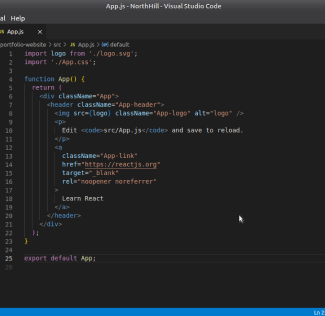 App.js - NorthHill - Visual Studio Code
al Help
App.js ×
portfolio-website > src > App.js > default
1 import logo from './logo.svg';
2 import './App.css';
3
4 function App() {
5 return (
6 <div className="App">
7 <header className="App-header">
8 <img src={logo} className="App-logo" alt="logo" />
9 <p>
10 Edit <code>src/App.js</code> and save to reload.
11 </p>
12 <a
13 className="App-link"
14 href="https://reactjs.org"
15 target="_blank"
16 rel="noopener noreferrer"
17 >
18 Learn React
19 </a>
20 </header>
21 </div>
22 );
23 }
24
25 export default App;
26
Ln 2